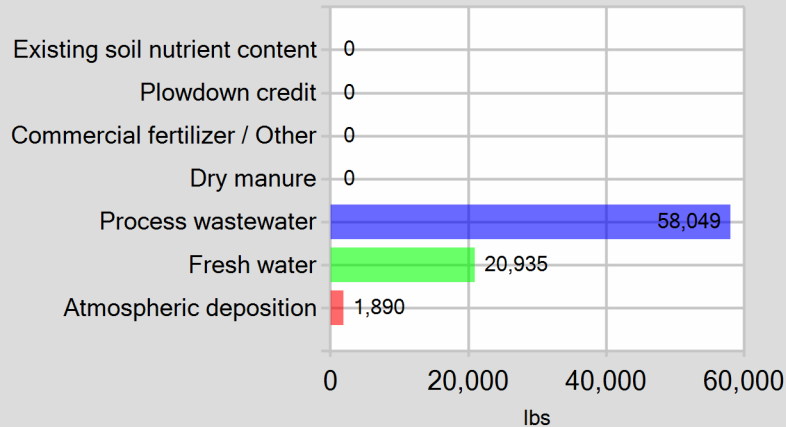 Existing soil nutrient content 0
Plowdown credit 0
Commercial fertilizer / Other 0
Dry manure 0
Process wastewater 58,049
Fresh water 20,935
Atmospheric deposition 1,890
0 20,000 40,000 60,000
lbs